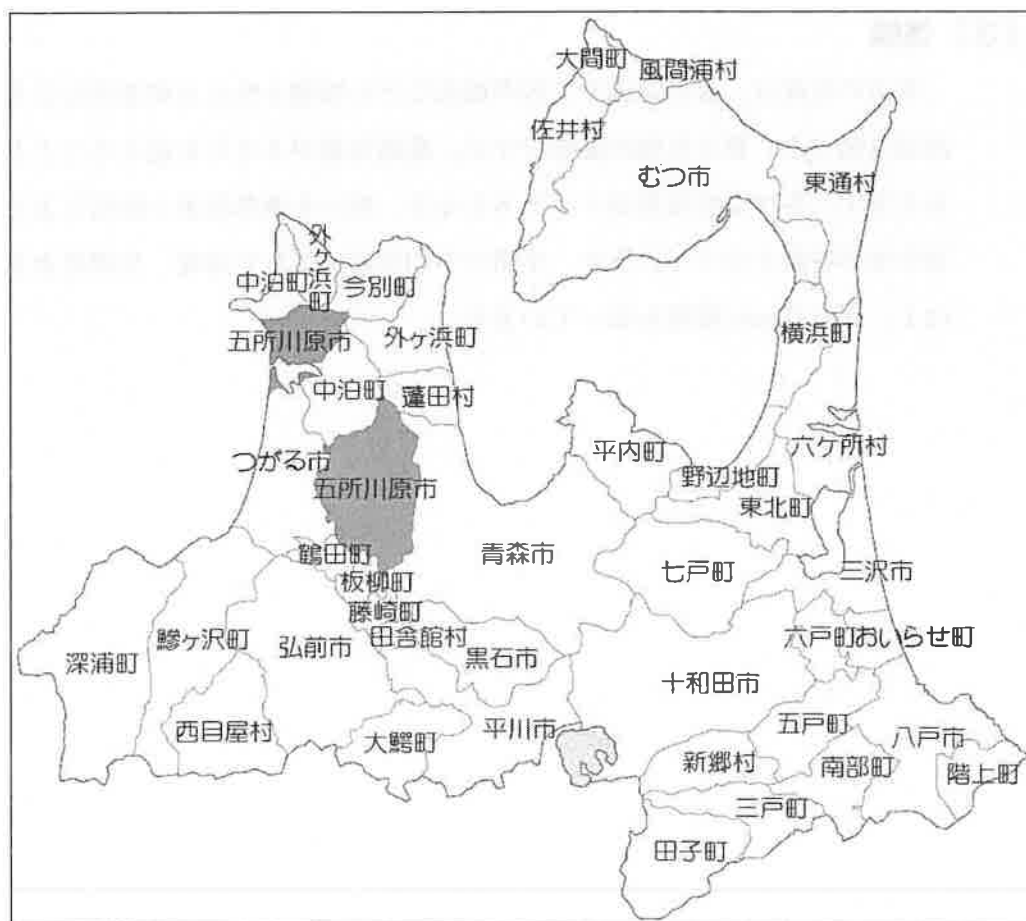 大間町
風間浦村
佐井村
むつ市
東通村
外ヶ浜町
中泊町
今別町
五所川原市
外ヶ浜町
横浜町
中泊町
蓬田村
つがる市
五所川原市
平内町
野辺地町
六ケ所村
東北町
青森市
七戸町
三沢市
鶴田町
板柳町
藤崎町
田舎館村
黒石市
六戸町
おいらせ町
深浦町
鰺ヶ沢町
弘前市
十和田市
西目屋村
大鰐町
平川市
五戸町
八戸市
新郷村
南部町
階上町
三戸町
田子町